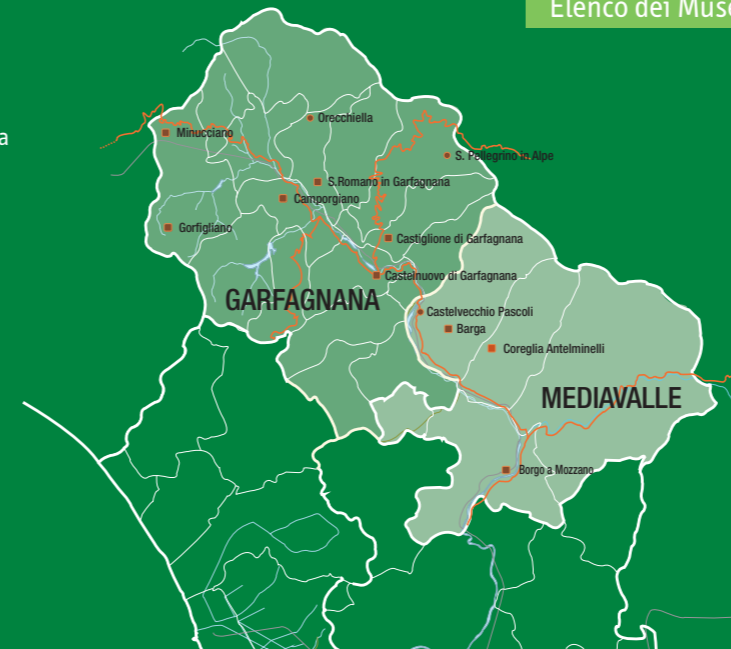 Elenco dei Muse
a
Orecchiella
Minucciano
S. Pellegrino in Alpe
S.Romano in Garfagnana
Camporgiano
Gorfigliano
Castiglione di Garfagnana
Castelnuovo di Garfagnana
GARFAGNANA
Castelvecchio Pascoli
Barga
Coreglia Antelminelli
MEDIAVALLE
Borgo a Mozzano